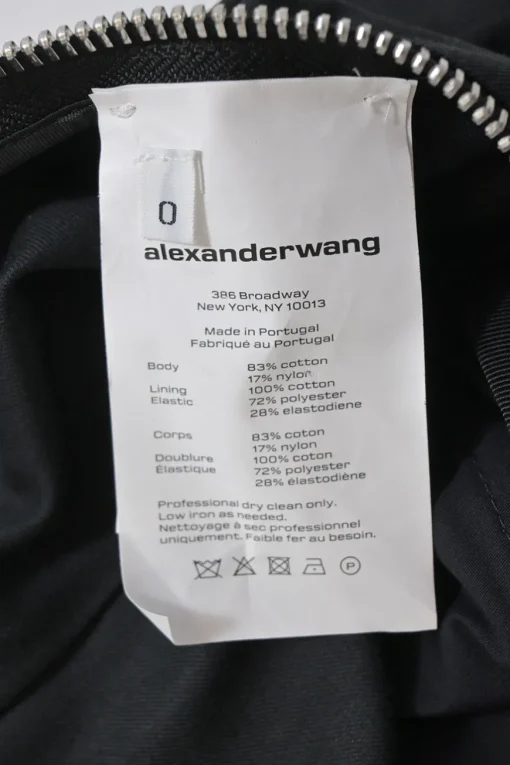 0
alexanderwang
386 Broadway
New York, NY 10013
Made in Portugal
Fabriqué au Portugal
Body 83% cotton
17% nylon
Lining 100% cotton
Elastic 72% polyester
28% elastodiene
Corps 83% coton
17% nylon
Doublure 100% coton
Élastique 72% polyester
28% élastodiéne
Professional dry clean only.
Low iron as needed.
Nettoyage à sec professionnel
uniquement. Faible fer au besoin.
P